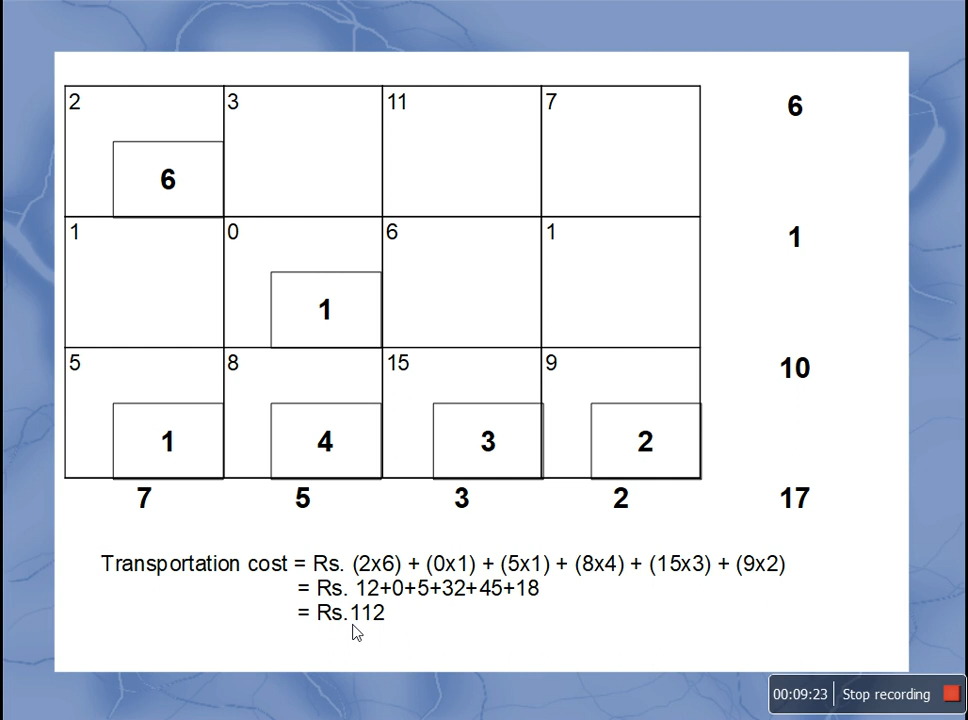 2 3 11 7 6
6
1 0 6 1 1
1
5 8 15 9 10
1 4 3 2
7 5 3 2 17
Transportation cost = Rs. (2x6) + (0x1) + (5x1) + (8x4) + (15x3) + (9x2)
= Rs. 12+0+5+32+45+18
= Rs.112
00:09:23 Stop recording